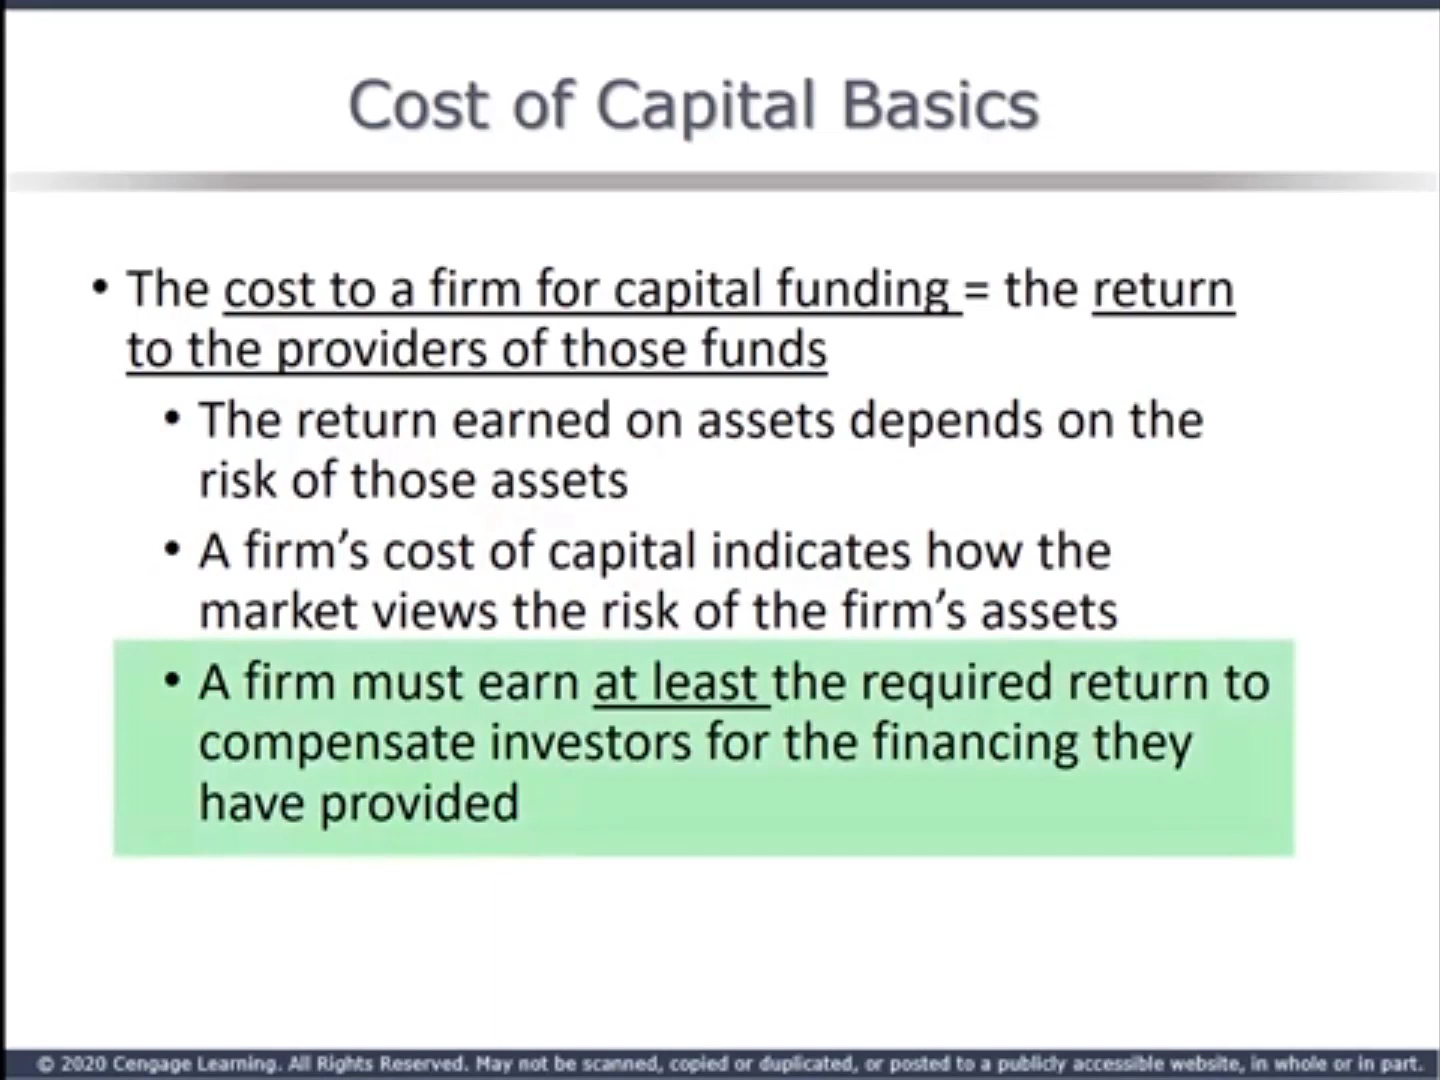 Cost of Capital Basics
• The cost to a firm for capital funding = the return
to the providers of those funds
• The return earned on assets depends on the
risk of those assets
• A firm’s cost of capital indicates how the
market views the risk of the firm’s assets
• A firm must earn at least the required return to
compensate investors for the financing they
have provided
© 2020 Cengage Learning. All Rights Reserved. May not be scanned, copied or duplicated, or posted to a publicly accessible website, in whole or in part.